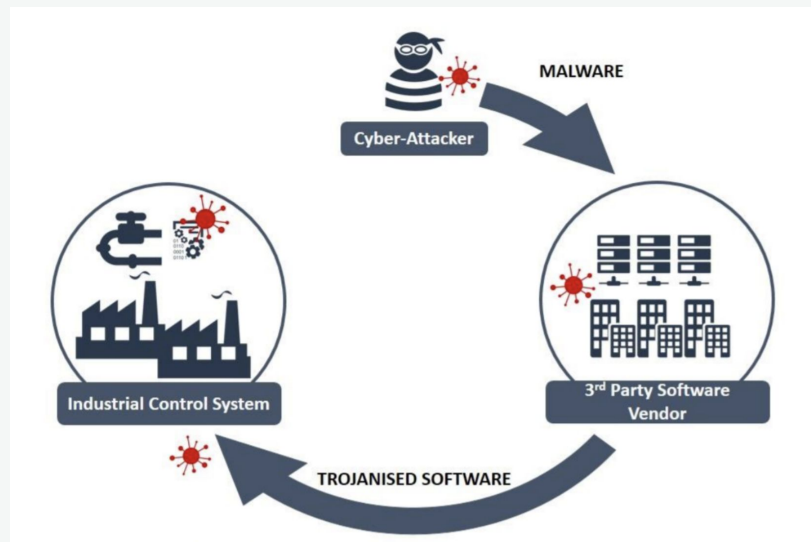 MALWARE
Cyber-Attacker
Industrial Control System
3rd Party Software
Vendor
TROJANISED SOFTWARE